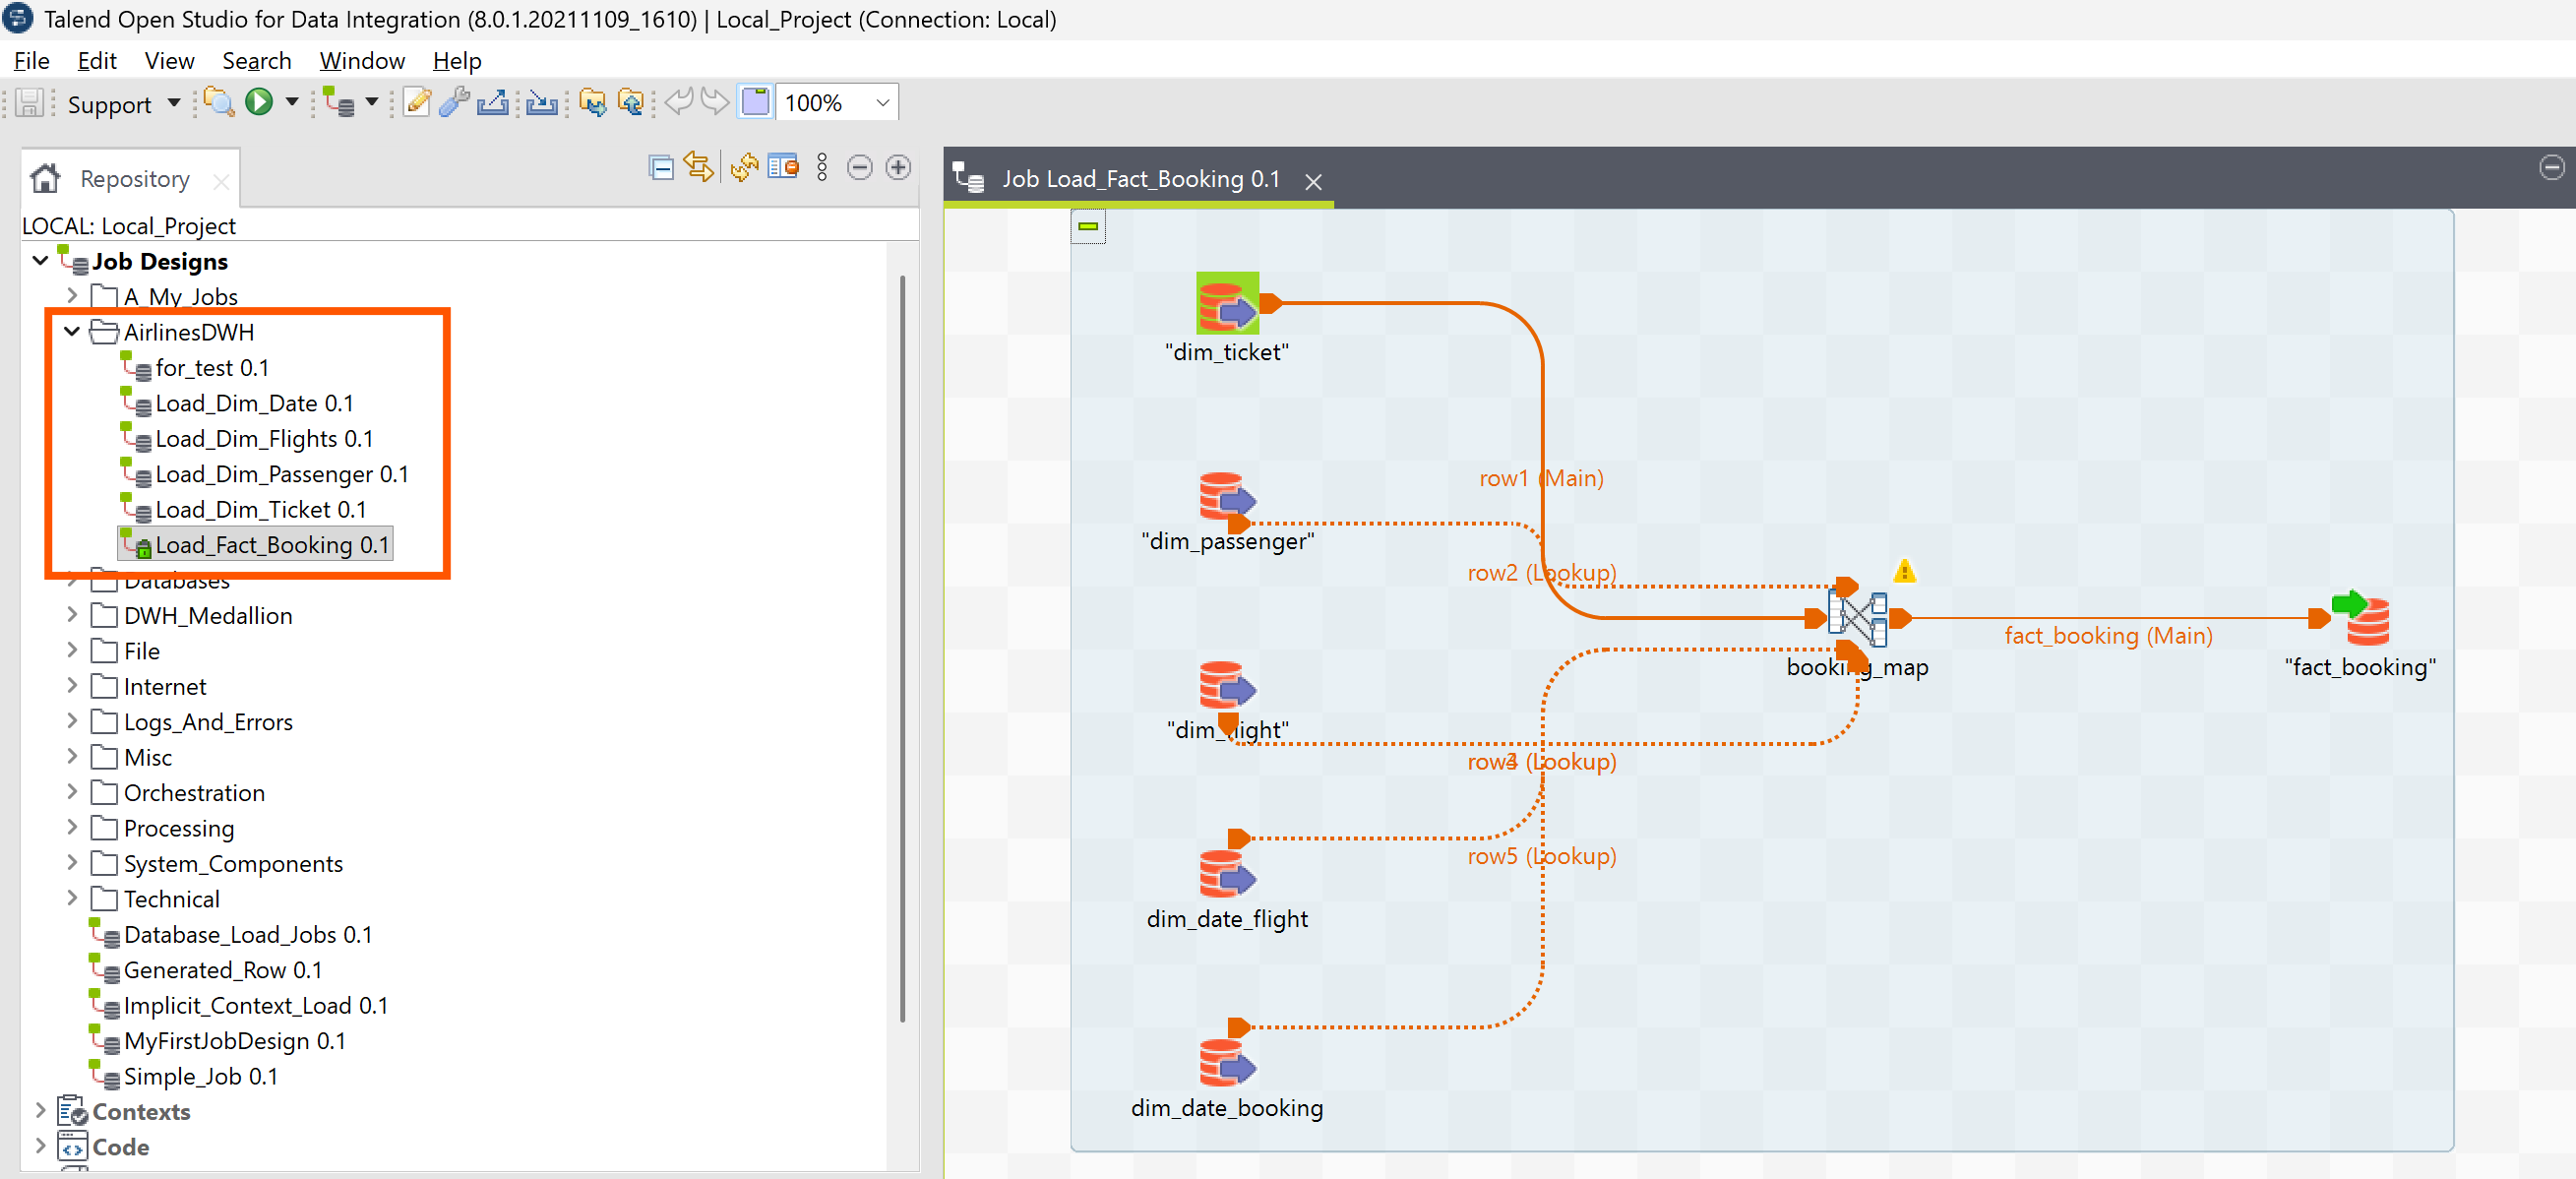 Talend Open Studio for Data Integration (8.0.1.20211109_1610) | Local_Project (Connection: Local)
File Edit View Search Window Help
Support 100%
Repository
LOCAL: Local_Project
Job Designs
A_My_Jobs
AirlinesDWH
for_test 0.1
Load_Dim_Date 0.1
Load_Dim_Flights 0.1
Load_Dim_Passenger 0.1
Load_Dim_Ticket 0.1
Load_Fact_Booking 0.1
Databases
DWH_Medallion
File
Internet
Logs_And_Errors
Misc
Orchestration
Processing
System_Components
Technical
Database_Load_Jobs 0.1
Generated_Row 0.1
Implicit_Context_Load 0.1
MyFirstJobDesign 0.1
Simple_Job 0.1
Contexts
Code
Job Load_Fact_Booking 0.1
"dim_ticket"
row1 (Main)
"dim_passenger"
row2 (Lookup)
fact_booking (Main)
booking_map
"fact_booking"
"dim_flight"
(Lookup)
row5 (Lookup)
dim_date_flight
dim_date_booking